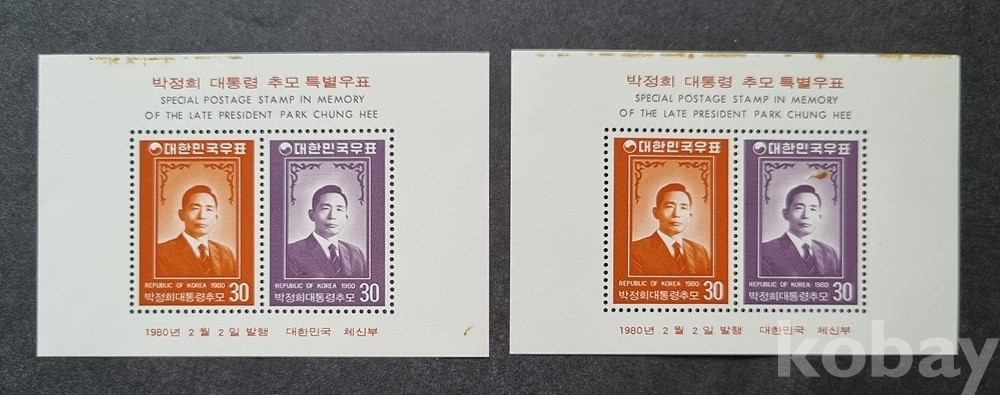 박정희 대통령 추모 특별우표
SPECIAL POSTAGE STAMP IN MEMORY
OF THE LATE PRESIDENT PARK CHUNG HEE
대한민국우표
REPUBLIC OF KOREA 1980
박정희대통령추모 30
대한민국우표
REPUBLIC OF KOREA 1980
박정희대통령추모 30
1980년 2월 2일 발행 대한민국 체신부
박정희 대통령 추모 특별우표
SPECIAL POSTAGE STAMP IN MEMORY
OF THE LATE PRESIDENT PARK CHUNG HEE
대한민국우표
REPUBLIC OF KOREA 1980
박정희대통령추모 30
대한민국우표
REPUBLIC OF KOREA 1980
박정희대통령추모 30
1980년 2월 2일 발행 대한민국 체신부
kobay